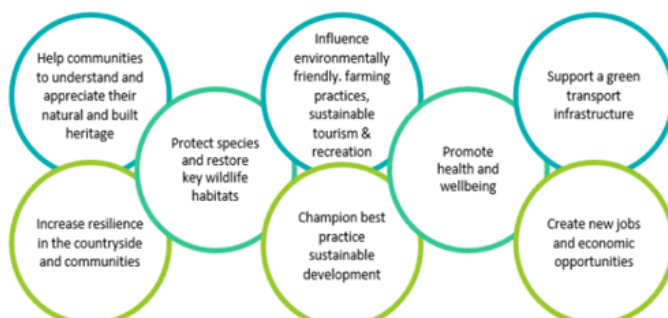 Help communities
to understand and
appreciate their
natural and built
heritage
Protect species
and restore
key wildlife
habitats
Influence
environmentally
friendly. farming
practices,
sustainable
tourism &
recreation
Promote
health and
wellbeing
Support a green
transport
infrastructure
Increase resilience
in the countryside
and communities
Champion best
practice
sustainable
development
Create new jobs
and economic
opportunities